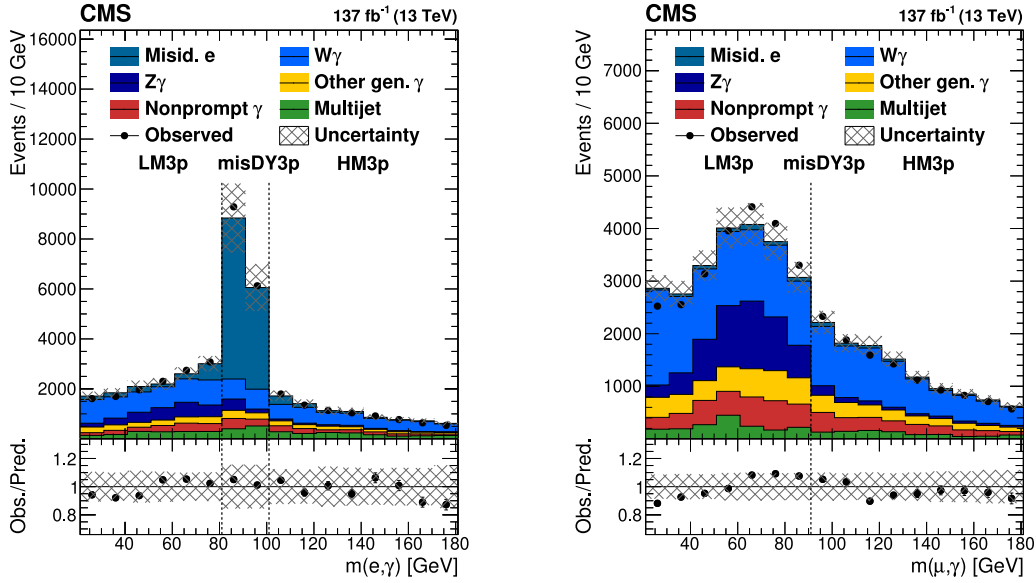 CMS 137 fb⁻¹ (13 TeV)
Events / 10 GeV
16000
14000
12000
10000
8000
6000
4000
2000
Misid. e Wγ
Zγ Other gen. γ
Nonprompt γ Multijet
Observed Uncertainty
LM3p misDY3p HM3p
Obs./Pred.
1.2
1
0.8
40 60 80 100 120 140 160 180
m(e,γ) [GeV]
CMS 137 fb⁻¹ (13 TeV)
Events / 10 GeV
7000
6000
5000
4000
3000
2000
1000
Misid. e Wγ
Zγ Other gen. γ
Nonprompt γ Multijet
Observed Uncertainty
LM3p misDY3p HM3p
Obs./Pred.
1.2
1
0.8
40 60 80 100 120 140 160 180
m(μ,γ) [GeV]